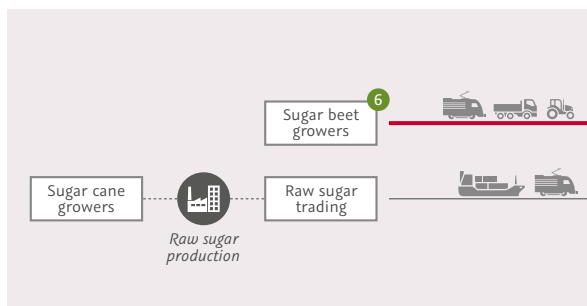 6
Sugar beet
growers
Sugar cane
growers
Raw sugar
trading
Raw sugar
production